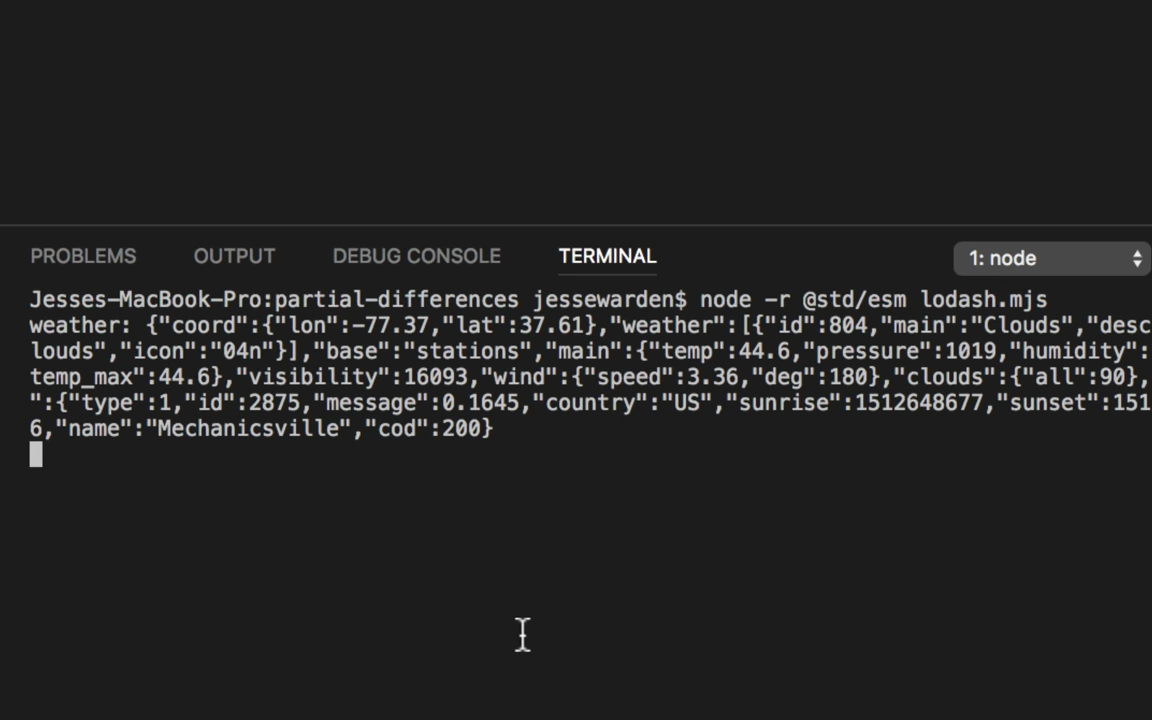 PROBLEMS OUTPUT DEBUG CONSOLE TERMINAL 1: node
Jesses-MacBook-Pro:partial-differences jessewarden$ node -r @std/esm lodash.mjs
weather: {"coord":{"lon":-77.37,"lat":37.61},"weather":[{"id":804,"main":"Clouds","desc
louds","icon":"04n"}],"base":"stations","main":{"temp":44.6,"pressure":1019,"humidity":
temp_max":44.6},"visibility":16093,"wind":{"speed":3.36,"deg":180},"clouds":{"all":90},
":{"type":1,"id":2875,"message":0.1645,"country":"US","sunrise":1512648677,"sunset":151
6,"name":"Mechanicsville","cod":200}